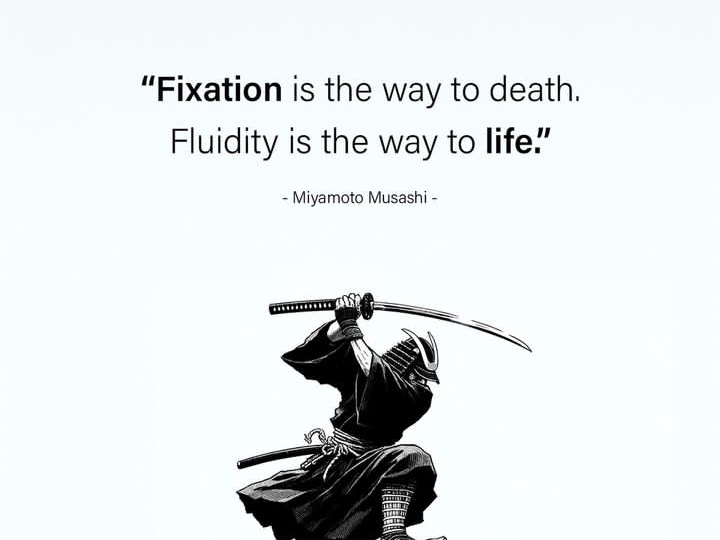 “Fixation is the way to death.
Fluidity is the way to life.”
- Miyamoto Musashi -